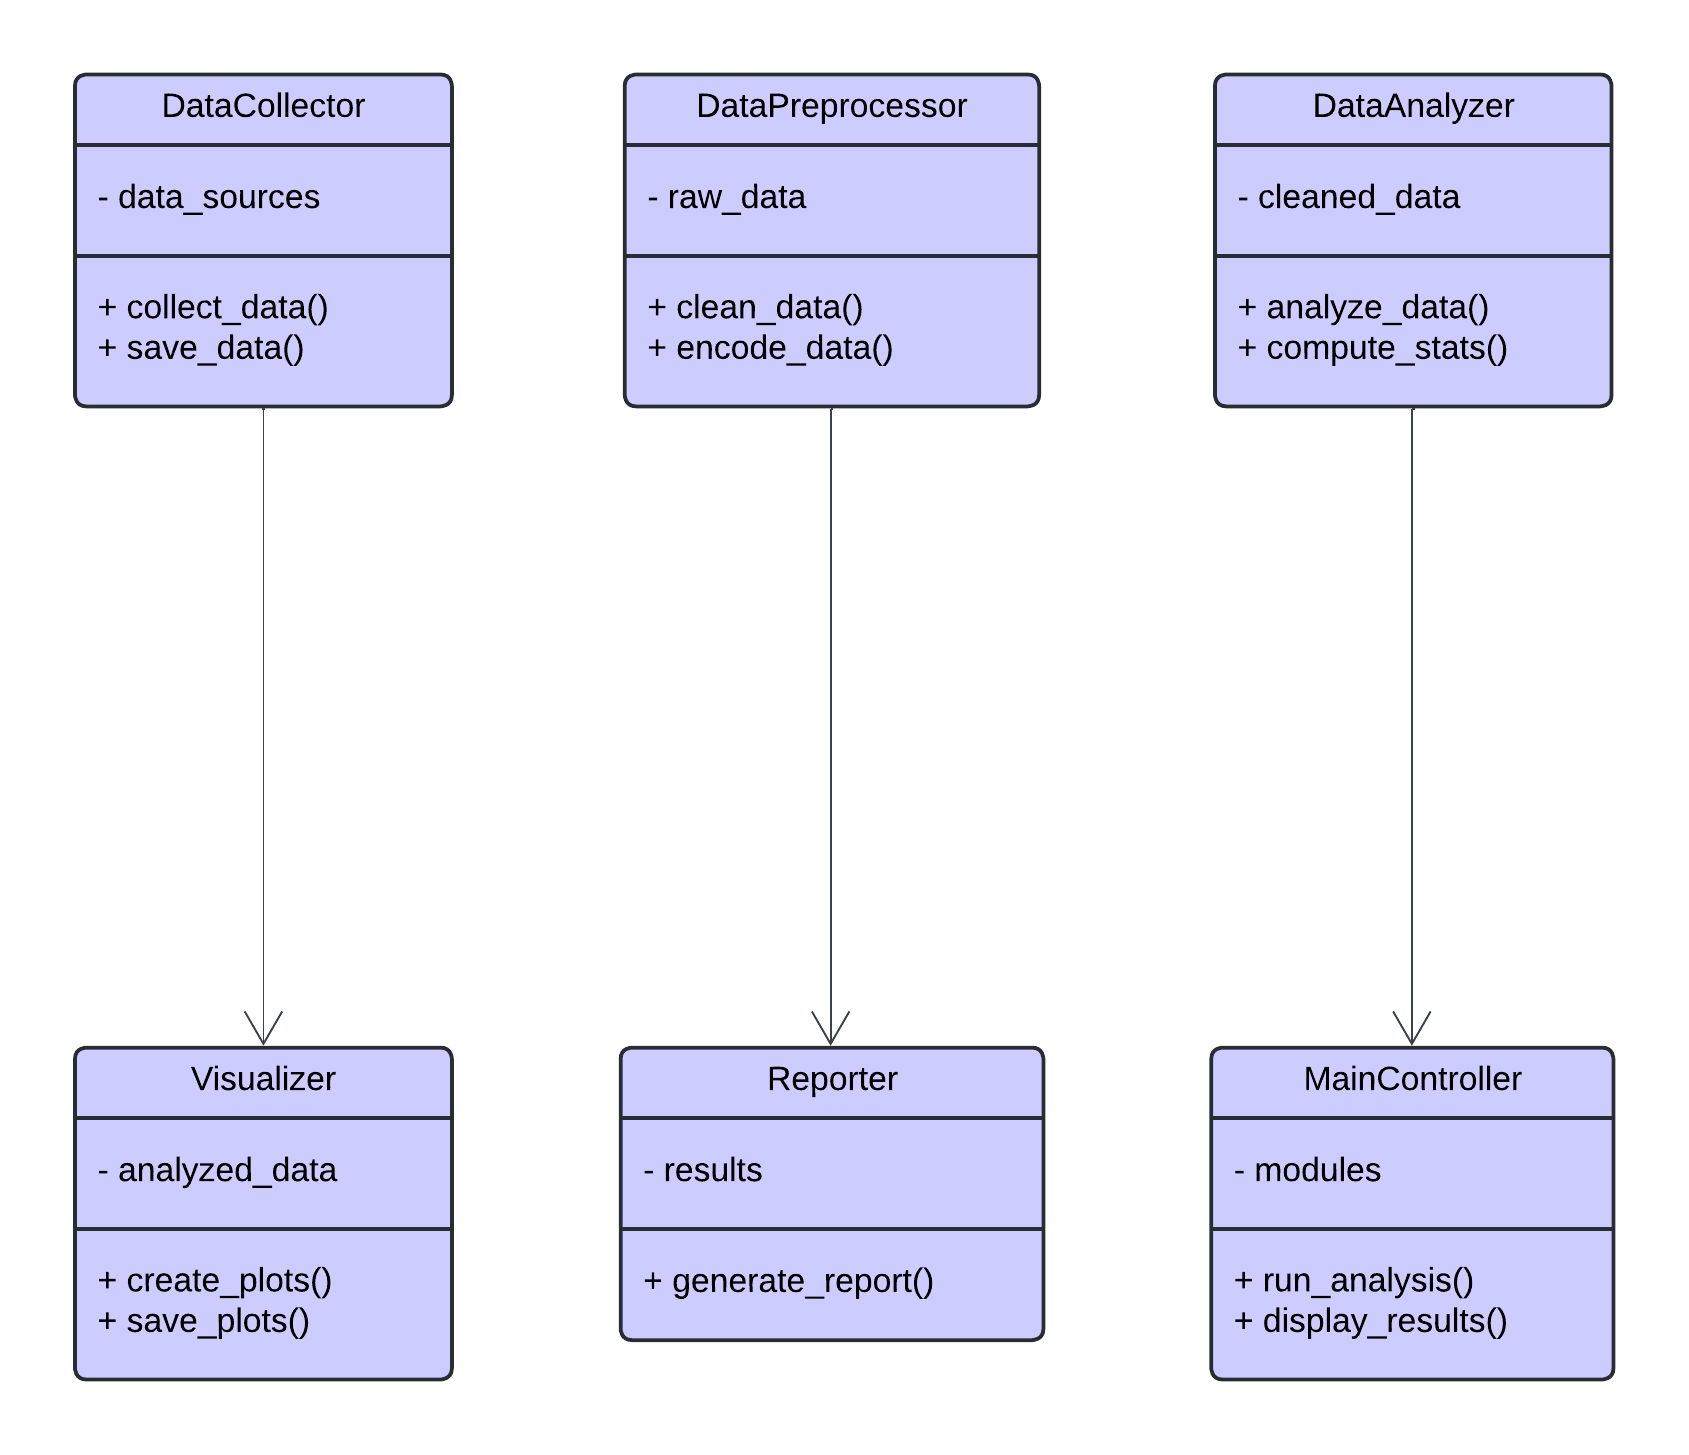 DataCollector
- data_sources
+ collect_data()
+ save_data()
DataPreprocessor
- raw_data
+ clean_data()
+ encode_data()
DataAnalyzer
- cleaned_data
+ analyze_data()
+ compute_stats()
Visualizer
- analyzed_data
+ create_plots()
+ save_plots()
Reporter
- results
+ generate_report()
MainController
- modules
+ run_analysis()
+ display_results()